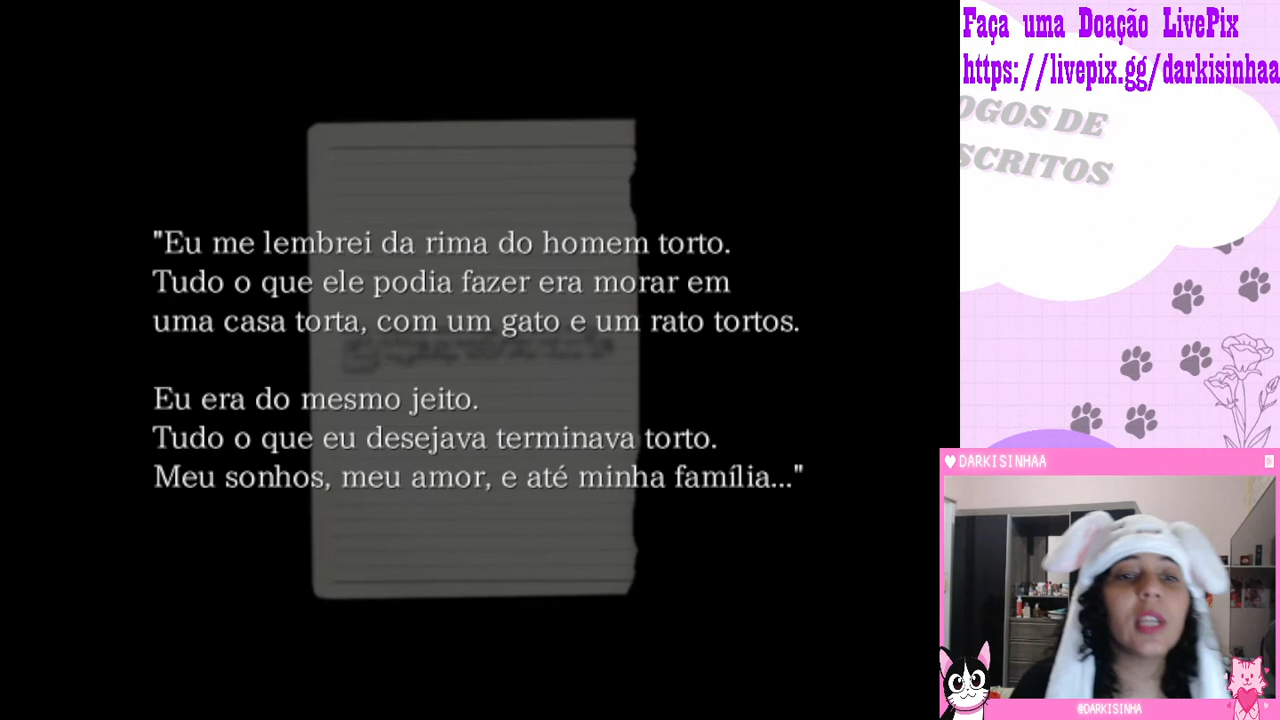 Faça uma Doação LivePix
https://livepix.gg/darkisinhaa
OGOS DE
SCRITOS
"Eu me lembrei da rima do homem torto.
Tudo o que ele podia fazer era morar em
uma casa torta, com um gato e um rato tortos.
Eu era do mesmo jeito.
Tudo o que eu desejava terminava torto.
Meu sonhos, meu amor, e até minha família..."
DARKISINHAA
@DARKISINHA